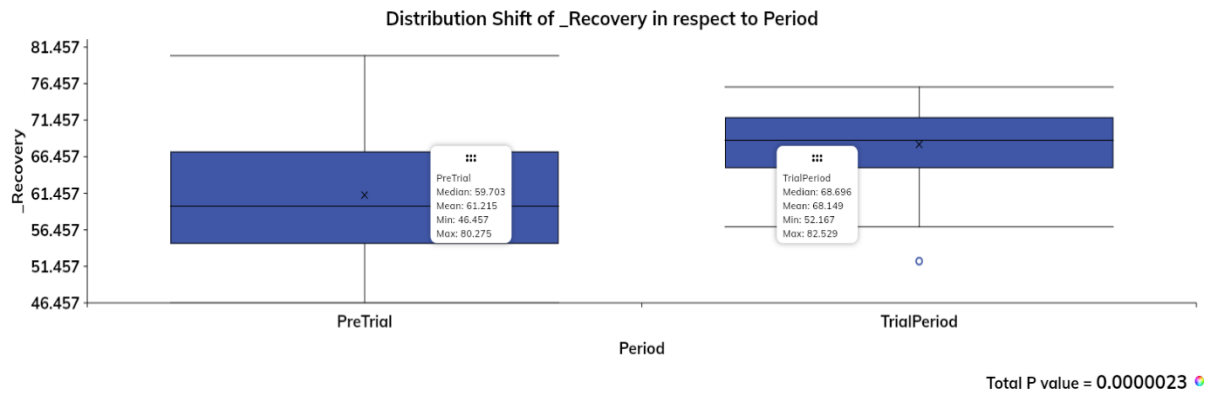 Distribution Shift of _Recovery in respect to Period
_Recovery
81.457
76.457
71.457
66.457
61.457
56.457
51.457
46.457
PreTrial
Median: 59.703
Mean: 61.215
Min: 46.457
Max: 80.275
TrialPeriod
Median: 68.696
Mean: 68.149
Min: 52.167
Max: 82.529
PreTrial
TrialPeriod
Period
Total P value = 0.0000023